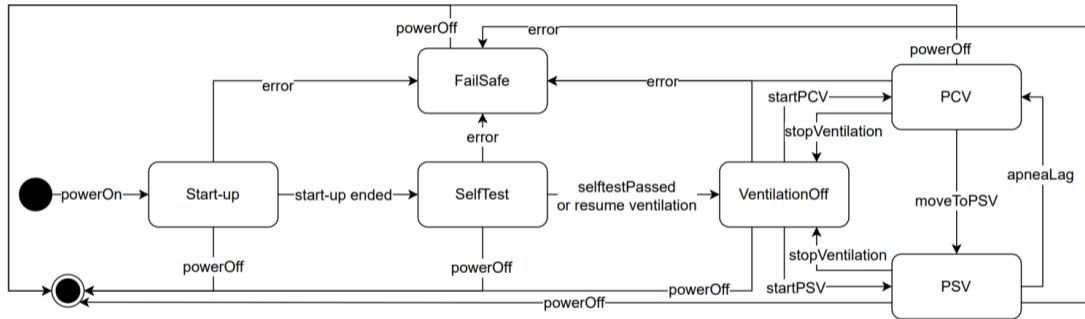 powerOff
error
powerOff
FailSafe
error
error
startPCV
PCV
error
stopVentilation
powerOn
Start-up
start-up ended
SelfTest
selftestPassed
or resume ventilation
VentilationOff
apneaLag
moveToPSV
stopVentilation
powerOff
powerOff
powerOff
startPSV
PSV
powerOff